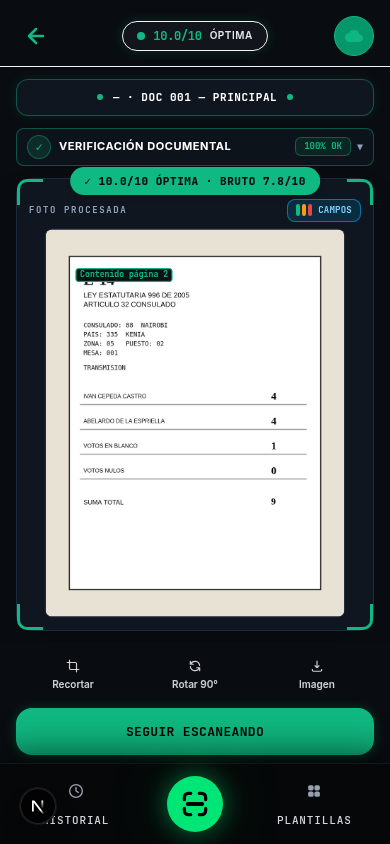 10.0/10 ÓPTIMA
— · DOC 001 — PRINCIPAL
✓ VERIFICACIÓN DOCUMENTAL 100% OK ▼
✓ 10.0/10 ÓPTIMA · BRUTO 7.8/10
FOTO PROCESADA CAMPOS
Contenido página 2
LEY ESTATUTARIA 996 DE 2005
ARTICULO 32 CONSULADO
CONSULADO: 88 NAIROBI
PAIS: 335 KENIA
ZONA: 05 PUESTO: 02
MESA: 001
TRANSMISION
IVAN CEPEDA CASTRO 4
ABELARDO DE LA ESPRIELLA 4
VOTOS EN BLANCO 1
VOTOS NULOS 0
SUMA TOTAL 9
Recortar Rotar 90° Imagen
SEGUIR ESCANEANDO
N
HISTORIAL PLANTILLAS